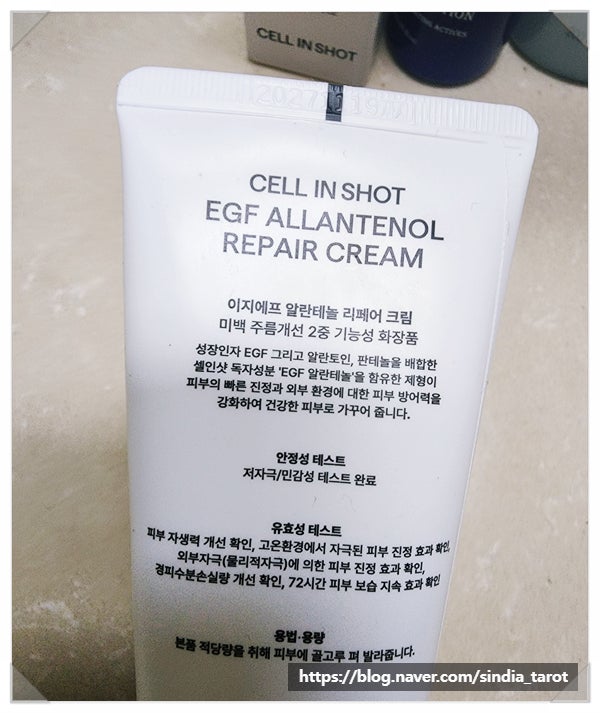 CELL IN SHOT
CELL IN SHOT
EGF ALLANTENOL
REPAIR CREAM
이지에프 알란테놀 리페어 크림
미백 주름개선 2중 기능성 화장품
성장인자 EGF 그리고 알란토인, 판테놀을 배합한
셀인샷 독자성분 'EGF 알란테놀'을 함유한 제형이
피부의 빠른 진정과 외부 환경에 대한 피부 방어력을
강화하여 건강한 피부로 가꾸어 줍니다.
안정성 테스트
저자극/민감성 테스트 완료
유효성 테스트
피부 자생력 개선 확인, 고온환경에서 자극된 피부 진정 효과 확인,
외부자극(물리적자극)에 의한 피부 진정 효과 확인,
경피수분손실량 개선 확인, 72시간 피부 보습 지속 효과 확인
용법·용량
본품 적당량을 취해 피부에 골고루 펴 발라줍니다.
https://blog.naver.com/sindia_tarot